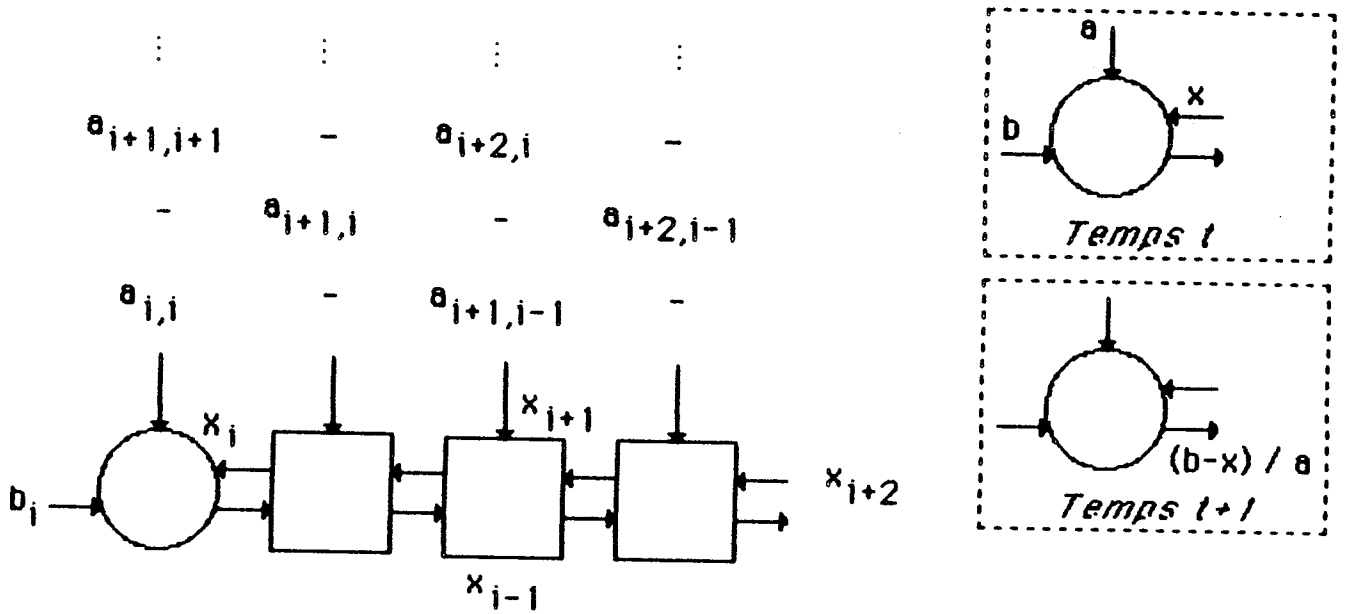 ⋮ ⋮ ⋮ ⋮
a_{i+1,i+1} - a_{i+2,i} -
- a_{i+1,i} - a_{i+2,i-1}
a_{i,i} - a_{i+1,i-1} -
x_i x_{i+1}
b_i x_{i+2}
x_{i-1}
a
x
b
Temps t
(b-x) / a
Temps t+1